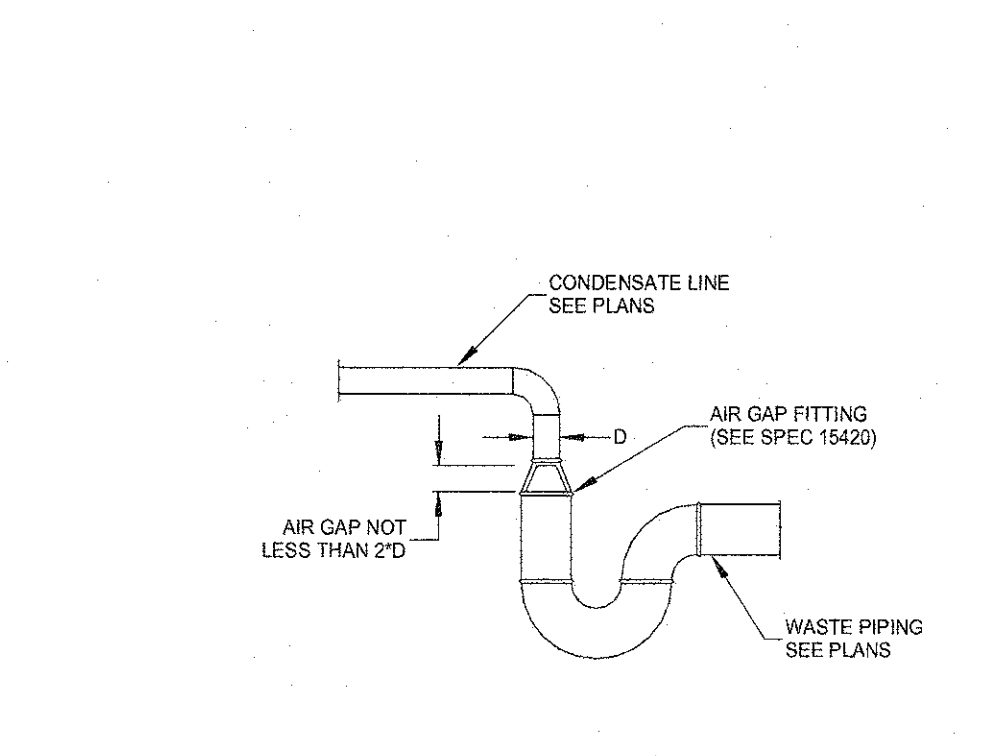 CONDENSATE LINE
SEE PLANS
AIR GAP FITTING
(SEE SPEC 15420)
D
AIR GAP NOT
LESS THAN 2*D
WASTE PIPING
SEE PLANS